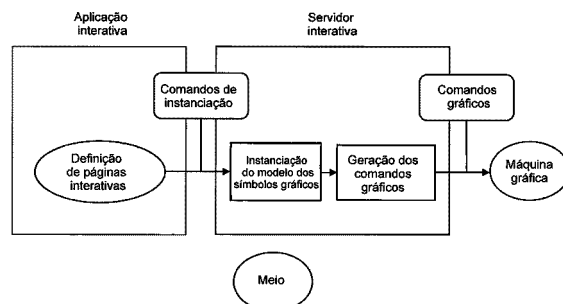 Aplicação
interativa
Servidor
interativa
Comandos de
instanciação
Comandos
gráficos
Definição
de páginas
interativas
Instanciação
do modelo dos
símbolos gráficos
Geração dos
comandos
gráficos
Máquina
gráfica
Meio